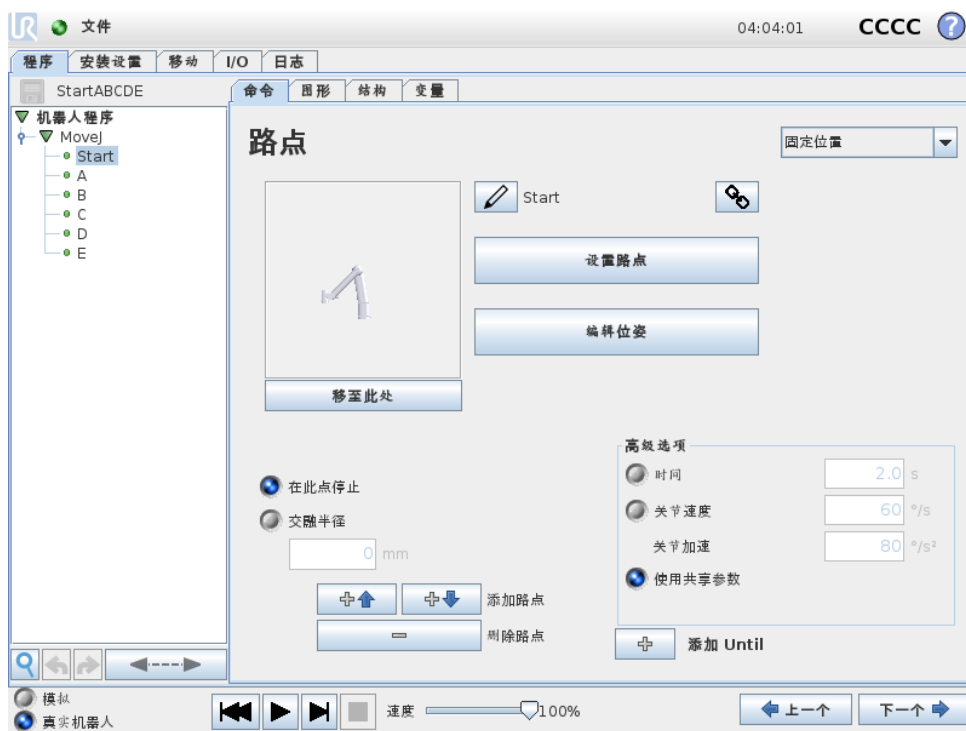 UR 文件 04:04:01 CCCC ?
程序 安装设置 移动 I/O 日志
StartABCDE 命令 图形 结构 变量
机器人程序
MoveJ
Start
A
B
C
D
E
路点 固定位置
Start
设置路点
编辑位姿
移至此处
高级选项
在此点停止
交融半径
0 mm
时间 2.0 s
关节速度 60 °/s
关节加速 80 °/s²
使用共享参数
添加路点
删除路点
添加 Until
模拟
真实机器人
速度 100%
上一个 下一个